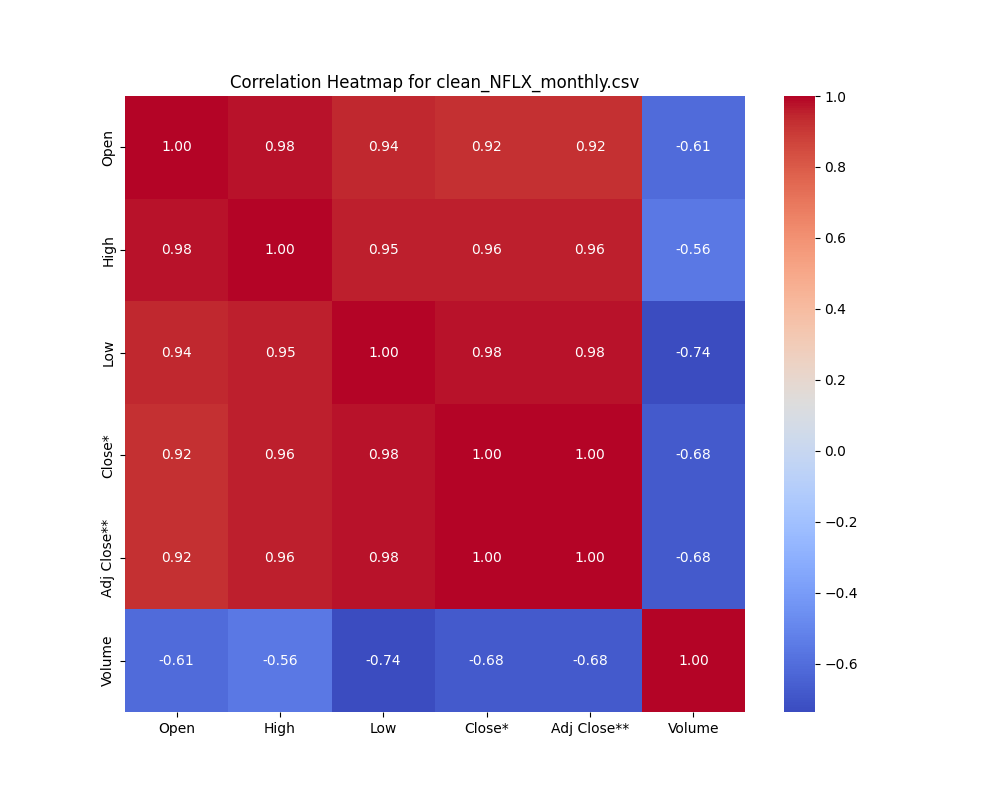 Correlation Heatmap for clean_NFLX_monthly.csv
Open 1.00 0.98 0.94 0.92 0.92 -0.61
High 0.98 1.00 0.95 0.96 0.96 -0.56
Low 0.94 0.95 1.00 0.98 0.98 -0.74
Close* 0.92 0.96 0.98 1.00 1.00 -0.68
Adj Close** 0.92 0.96 0.98 1.00 1.00 -0.68
Volume -0.61 -0.56 -0.74 -0.68 -0.68 1.00
Open High Low Close* Adj Close** Volume
1.0
0.8
0.6
0.4
0.2
0.0
−0.2
−0.4
−0.6